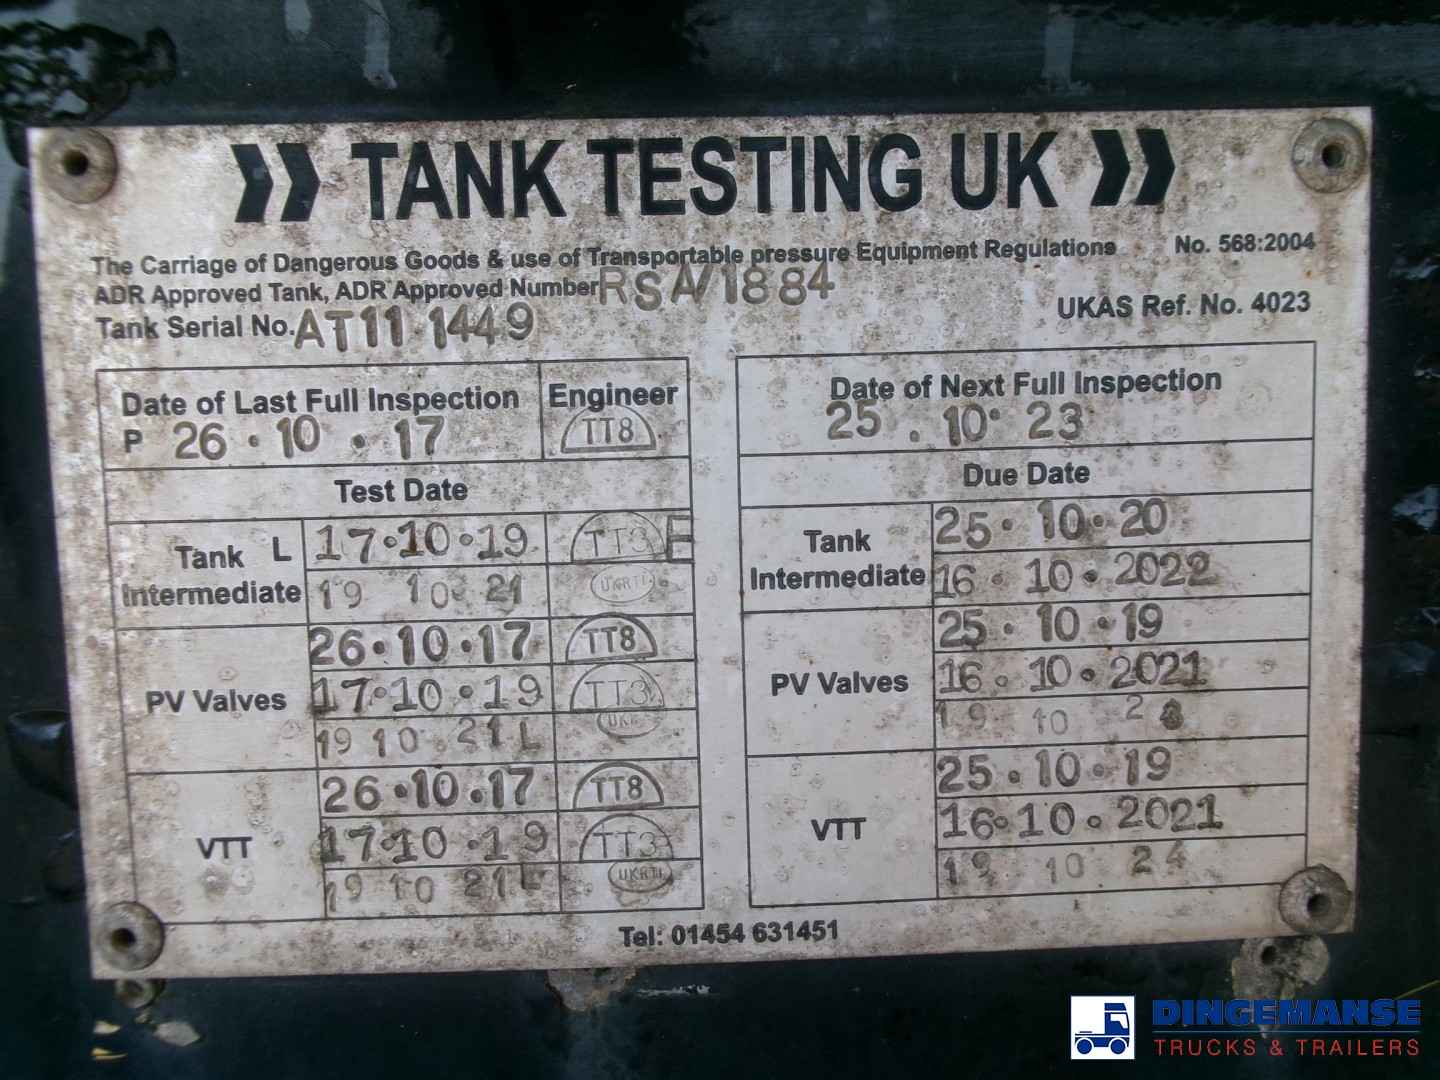 TANK TESTING UK
The Carriage of Dangerous Goods & use of Transportable pressure Equipment Regulations No. 568:2004
ADR Approved Tank, ADR Approved Number RSA/1884
UKAS Ref. No. 4023
Tank Serial No. AT11 1449
Date of Last Full Inspection Engineer
P 26 · 10 · 17 TT8
Date of Next Full Inspection
25 . 10 · 23
Test Date
Due Date
Tank L Intermediate
17·10·19 TT3 E
19 10 21 UKRTI
Tank Intermediate
25·10·20
16·10·2022
PV Valves
26·10·17 TT8
17·10·19 TT3
19 10 21 L
PV Valves
25·10·19
16·10·2021
19 10
VTT
26·10·17 TT8
17·10·19 TT3
19 10 21 L UKRTI
VTT
25·10·19
16·10·2021
19 10 24
Tel: 01454 631451
DINGEMANSE
TRUCKS & TRAILERS